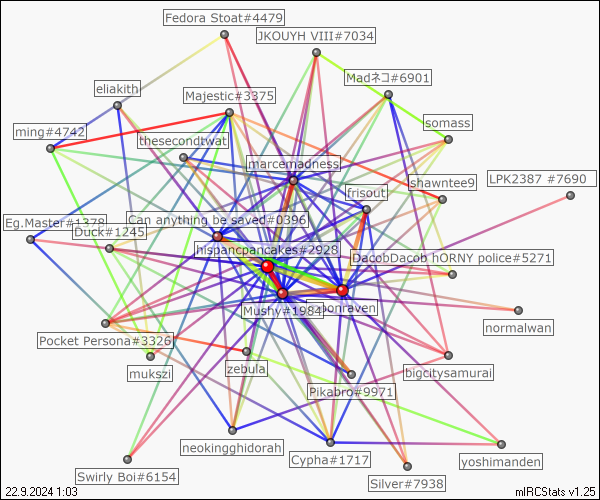 Fedora Stoat#4479
JKOUYH VIII#7034
Madネコ#6901
eliakith
Majestic#3375
somass
ming#4742
thesecondtwat
marcemadness
LPK2387 #7690
shawntee9
frisout
Eg.Master#1378
Can anything be saved#0396
Duck#1245
hispancpancakes#2928
DacobDacob hORNY police#5271
Mushy#1984
onreven
normalwan
Pocket Persona#3326
mukszi
zebula
bigcitysamurai
Pikabro#9971
neokingghidorah
Cypha#1717
yoshimanden
Swirly Boi#6154
Silver#7938
22.9.2024 1:03
mIRCStats v1.25